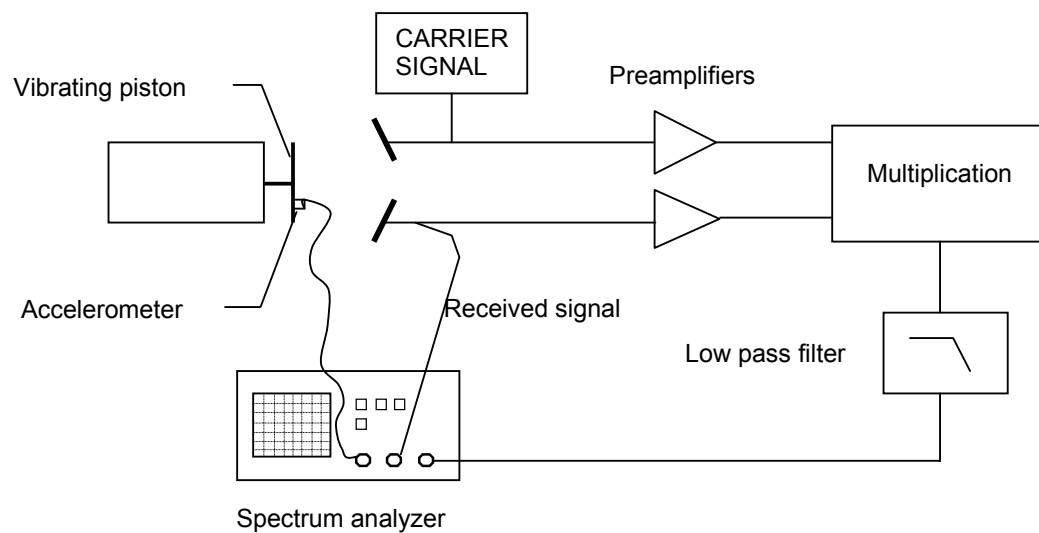 CARRIER
SIGNAL
Preamplifiers
Vibrating piston
Multiplication
Accelerometer
Received signal
Low pass filter
Spectrum analyzer